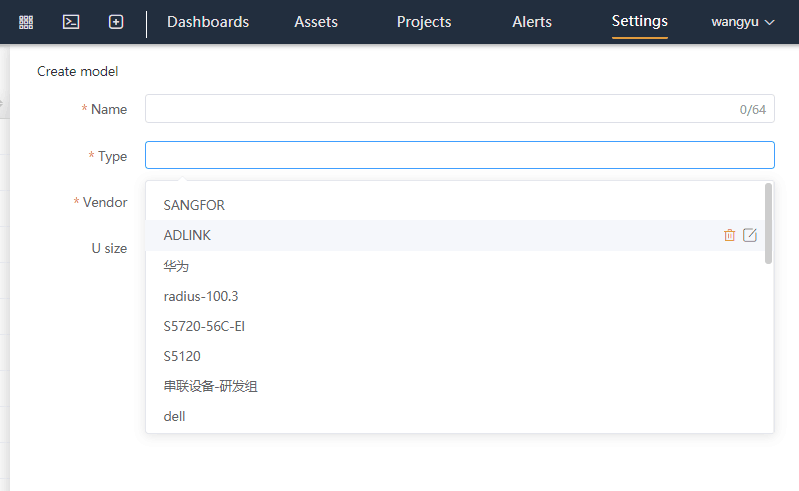 Dashboards Assets Projects Alerts Settings wangyu
Create model
* Name 0/64
* Type
* Vendor
SANGFOR
ADLINK
U size
华为
radius-100.3
S5720-56C-EI
S5120
串联设备-研发组
dell